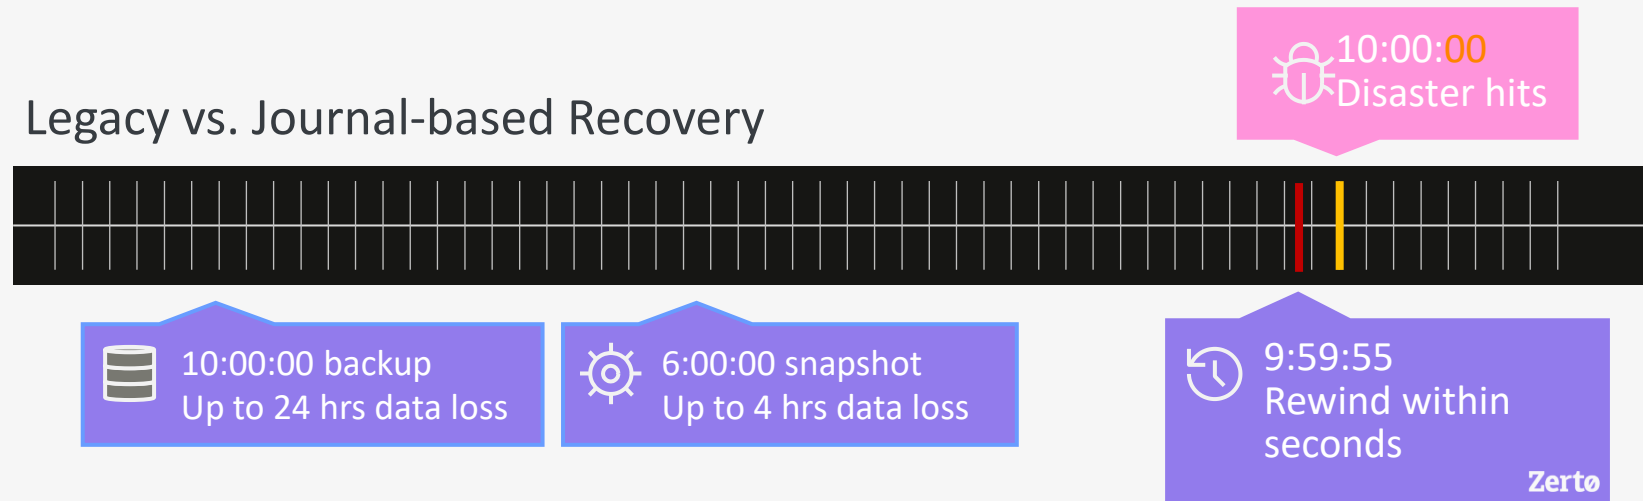 10:00:00
Disaster hits
Legacy vs. Journal-based Recovery
10:00:00 backup
Up to 24 hrs data loss
6:00:00 snapshot
Up to 4 hrs data loss
9:59:55
Rewind within
seconds
Zertø